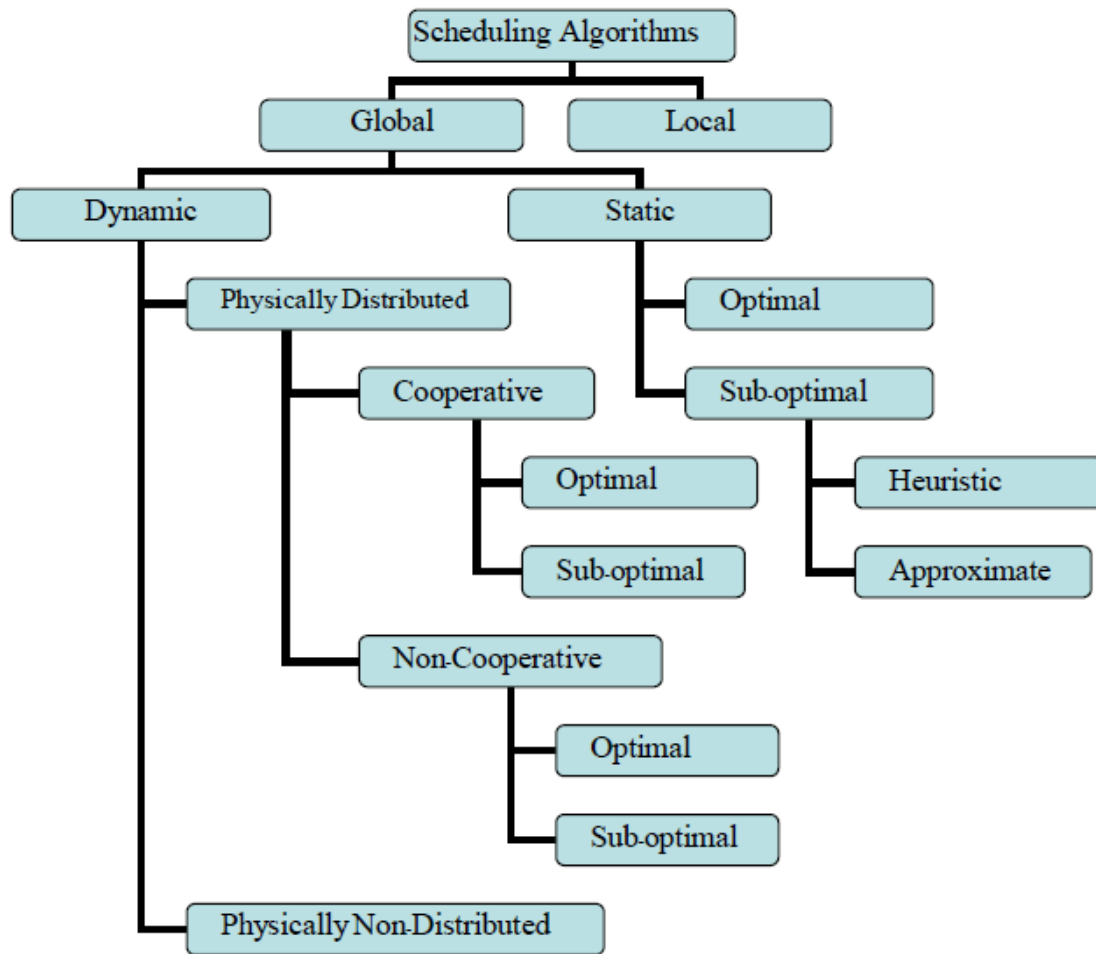 Scheduling Algorithms
Global
Local
Dynamic
Static
Physically Distributed
Optimal
Cooperative
Sub-optimal
Optimal
Heuristic
Sub-optimal
Approximate
Non-Cooperative
Optimal
Sub-optimal
Physically Non-Distributed